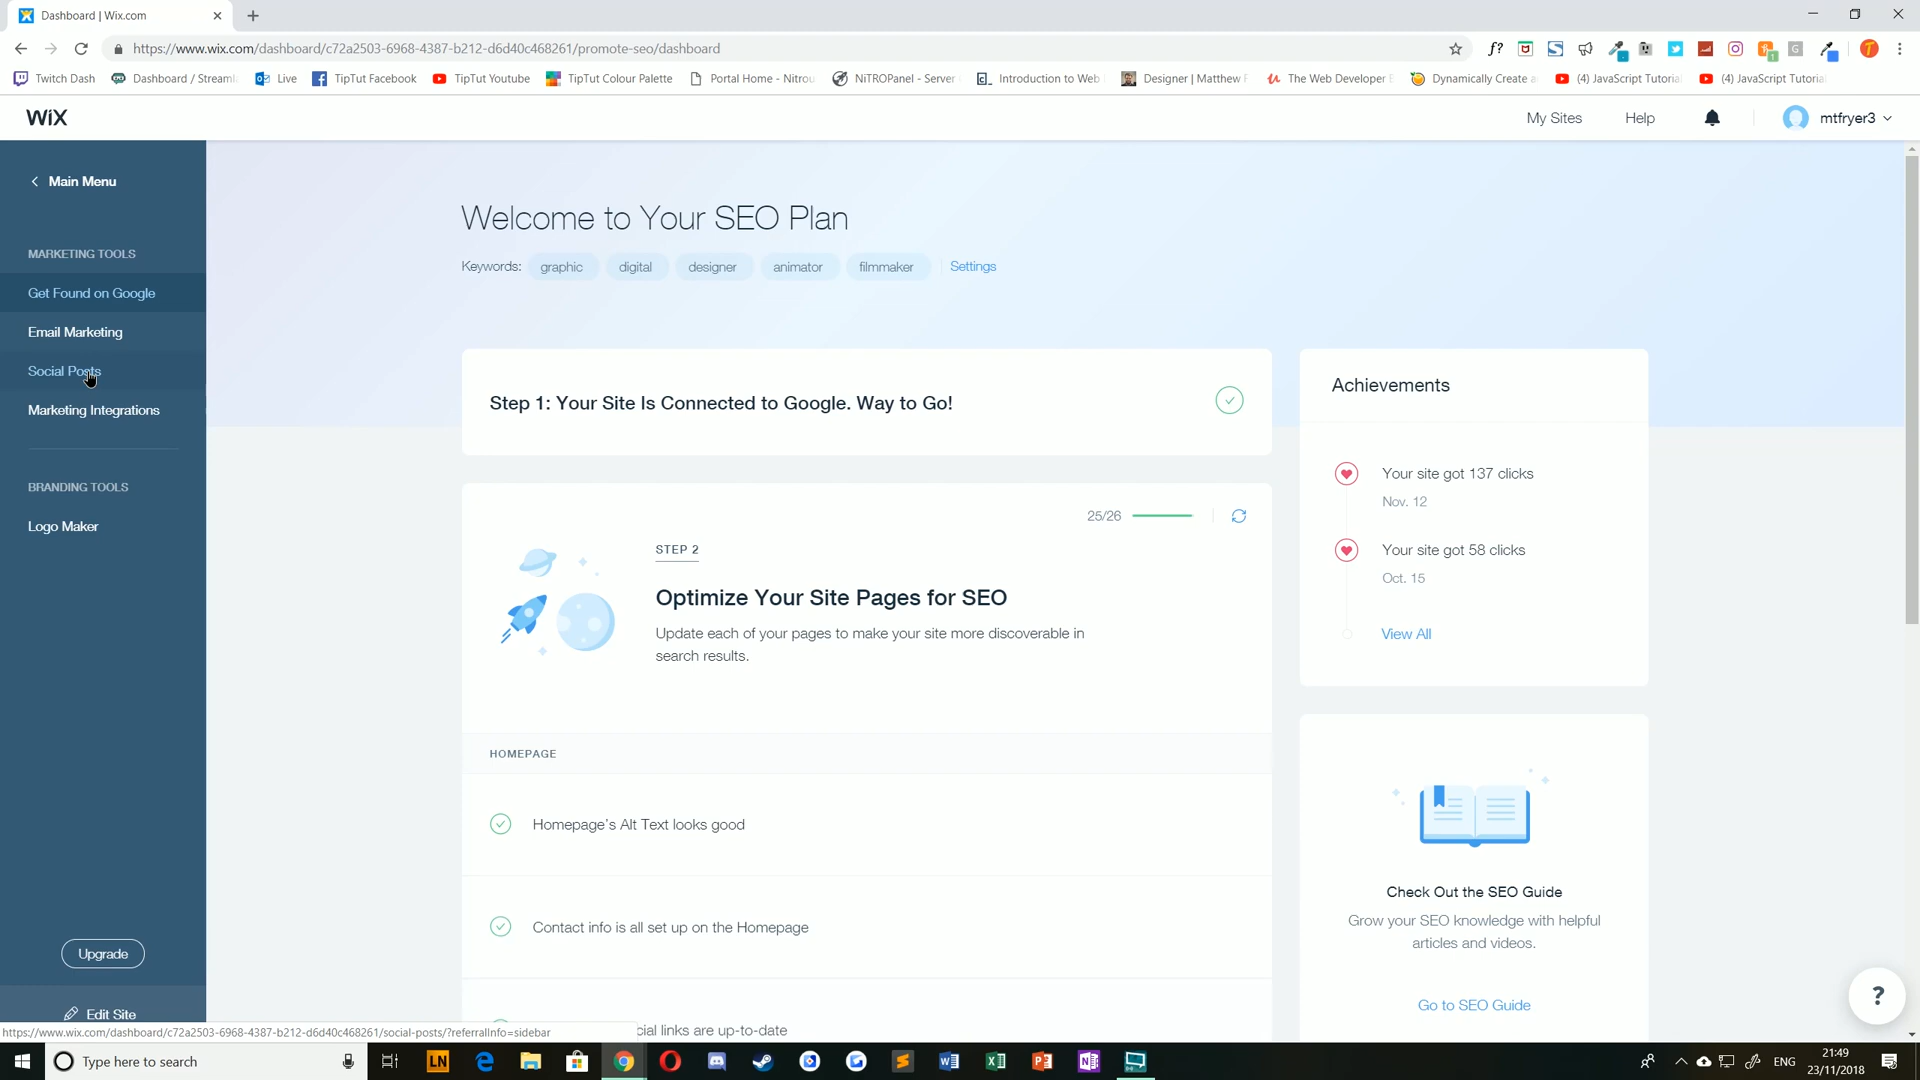 Dashboard | Wix.com
https://www.wix.com/dashboard/c72a2503-6968-4387-b212-d6d40c468261/promote-seo/dashboard
Twitch Dash
Dashboard / Streaml
Live
TipTut Facebook
TipTut Youtube
TipTut Colour Palette
Portal Home - Nitrou
NiTROPanel - Server
Introduction to Web
Designer | Matthew F
The Web Developer B
Dynamically Create a
(4) JavaScript Tutorial
(4) JavaScript Tutorial
WiX
My Sites
Help
mtfryer3
Main Menu
MARKETING TOOLS
Get Found on Google
Email Marketing
Social Posts
Marketing Integrations
BRANDING TOOLS
Logo Maker
Upgrade
Edit Site
Welcome to Your SEO Plan
Keywords: graphic digital designer animator filmmaker Settings
Step 1: Your Site Is Connected to Google. Way to Go!
25/26
STEP 2
Optimize Your Site Pages for SEO
Update each of your pages to make your site more discoverable in
search results.
HOMEPAGE
Homepage's Alt Text looks good
Contact info is all set up on the Homepage
cial links are up-to-date
Achievements
Your site got 137 clicks
Nov. 12
Your site got 58 clicks
Oct. 15
View All
Check Out the SEO Guide
Grow your SEO knowledge with helpful
articles and videos.
Go to SEO Guide
?
https://www.wix.com/dashboard/c72a2503-6968-4387-b212-d6d40c468261/social-posts/?referralInfo=sidebar
Type here to search
ENG
21:49
23/11/2018